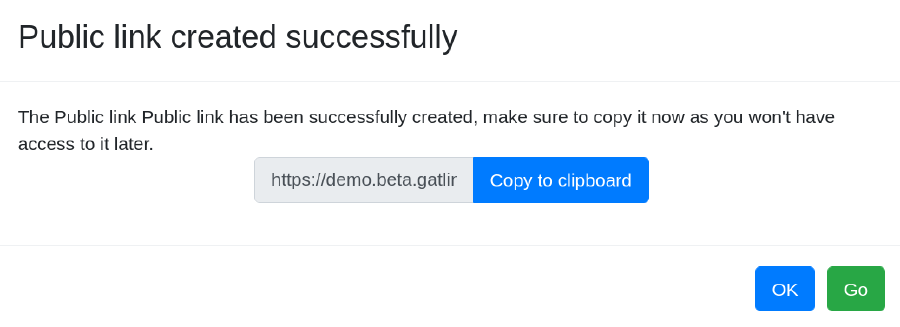 Public link created successfully
The Public link Public link has been successfully created, make sure to copy it now as you won't have
access to it later.
https://demo.beta.gatlir Copy to clipboard
OK Go